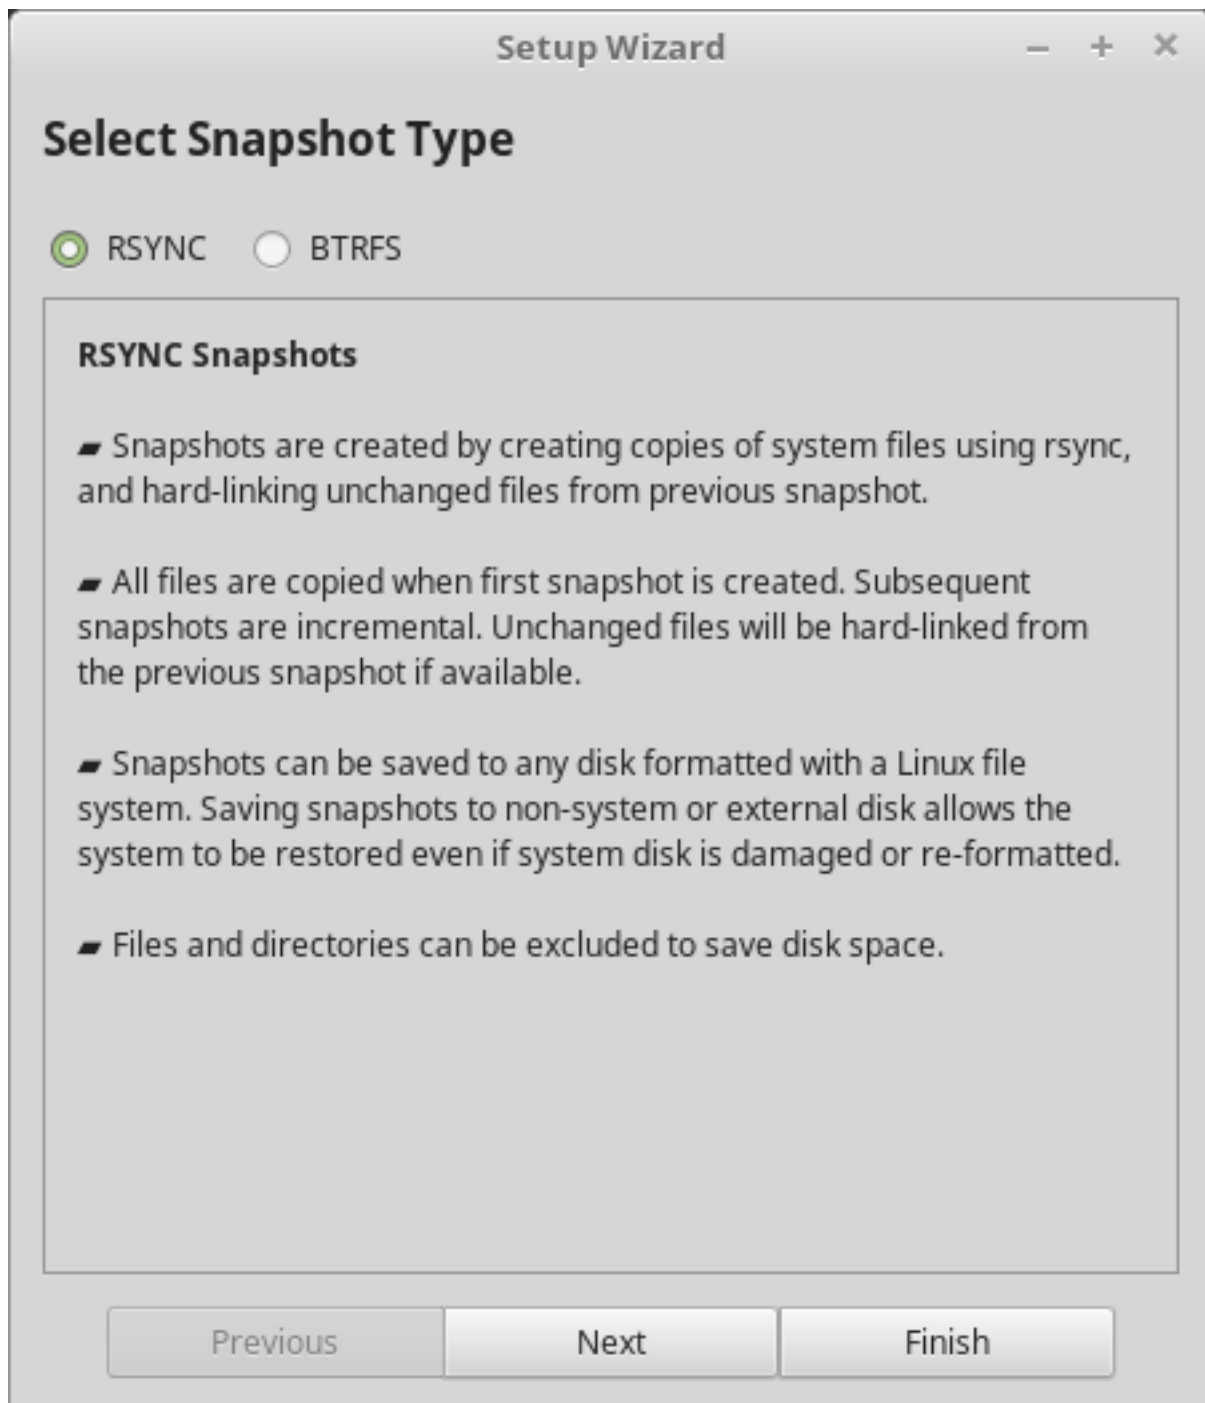 Setup Wizard
Select Snapshot Type
RSYNC BTRFS
RSYNC Snapshots
▰ Snapshots are created by creating copies of system files using rsync,
and hard-linking unchanged files from previous snapshot.
▰ All files are copied when first snapshot is created. Subsequent
snapshots are incremental. Unchanged files will be hard-linked from
the previous snapshot if available.
▰ Snapshots can be saved to any disk formatted with a Linux file
system. Saving snapshots to non-system or external disk allows the
system to be restored even if system disk is damaged or re-formatted.
▰ Files and directories can be excluded to save disk space.
Previous Next Finish